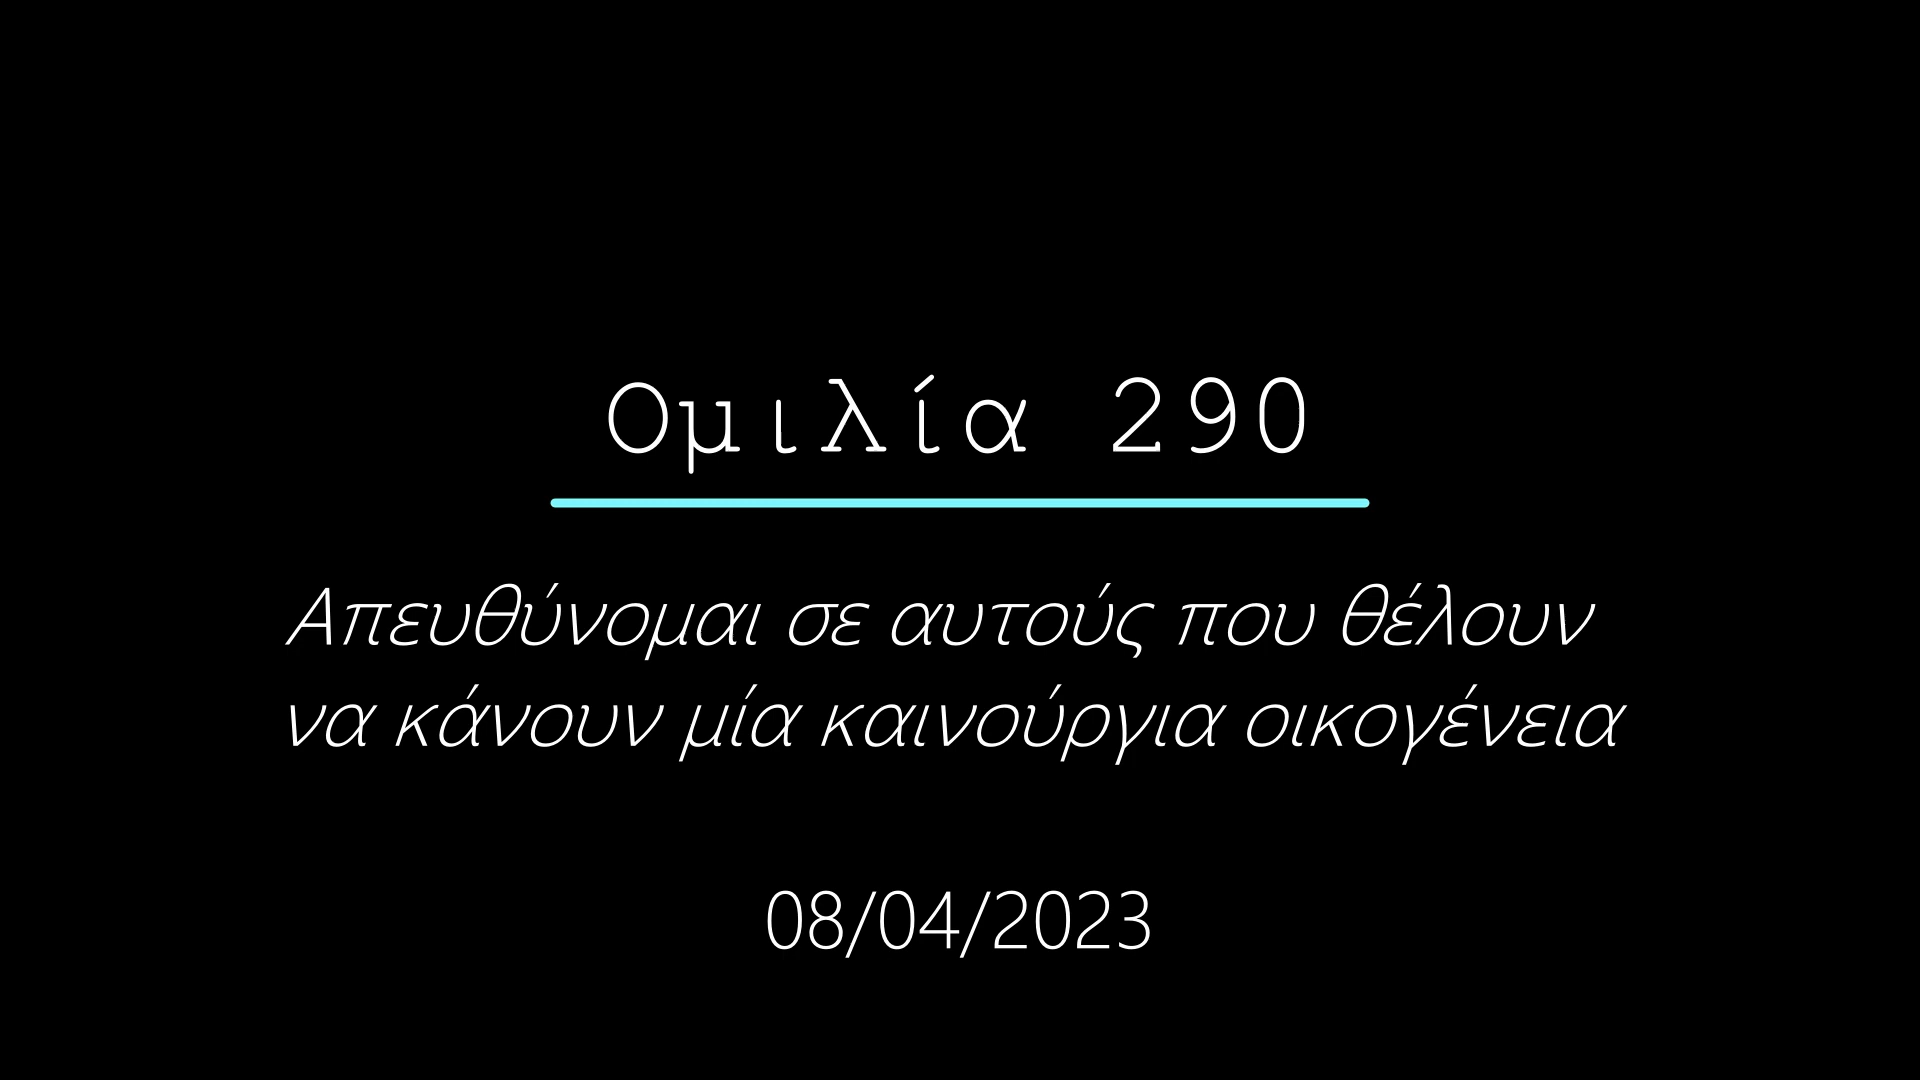 Ομιλία 290
Απευθύνομαι σε αυτούς που θέλουν
να κάνουν μία καινούργια οικογένεια
08/04/2023